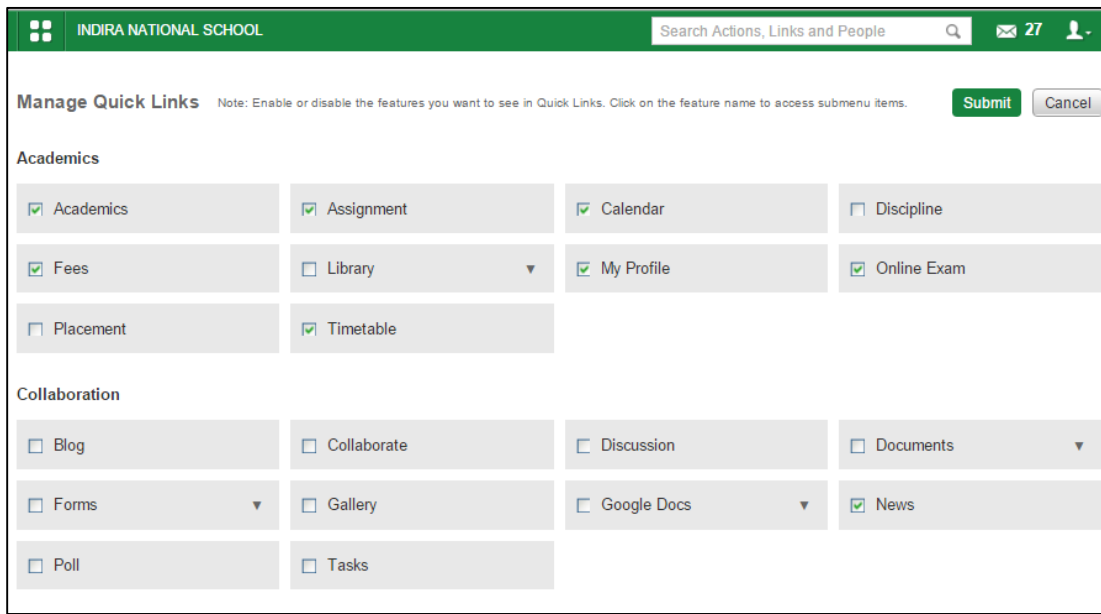 INDIRA NATIONAL SCHOOL Search Actions, Links and People 27
Manage Quick Links Note: Enable or disable the features you want to see in Quick Links. Click on the feature name to access submenu items. Submit Cancel
Academics
Academics Assignment Calendar Discipline
Fees Library My Profile Online Exam
Placement Timetable
Collaboration
Blog Collaborate Discussion Documents
Forms Gallery Google Docs News
Poll Tasks